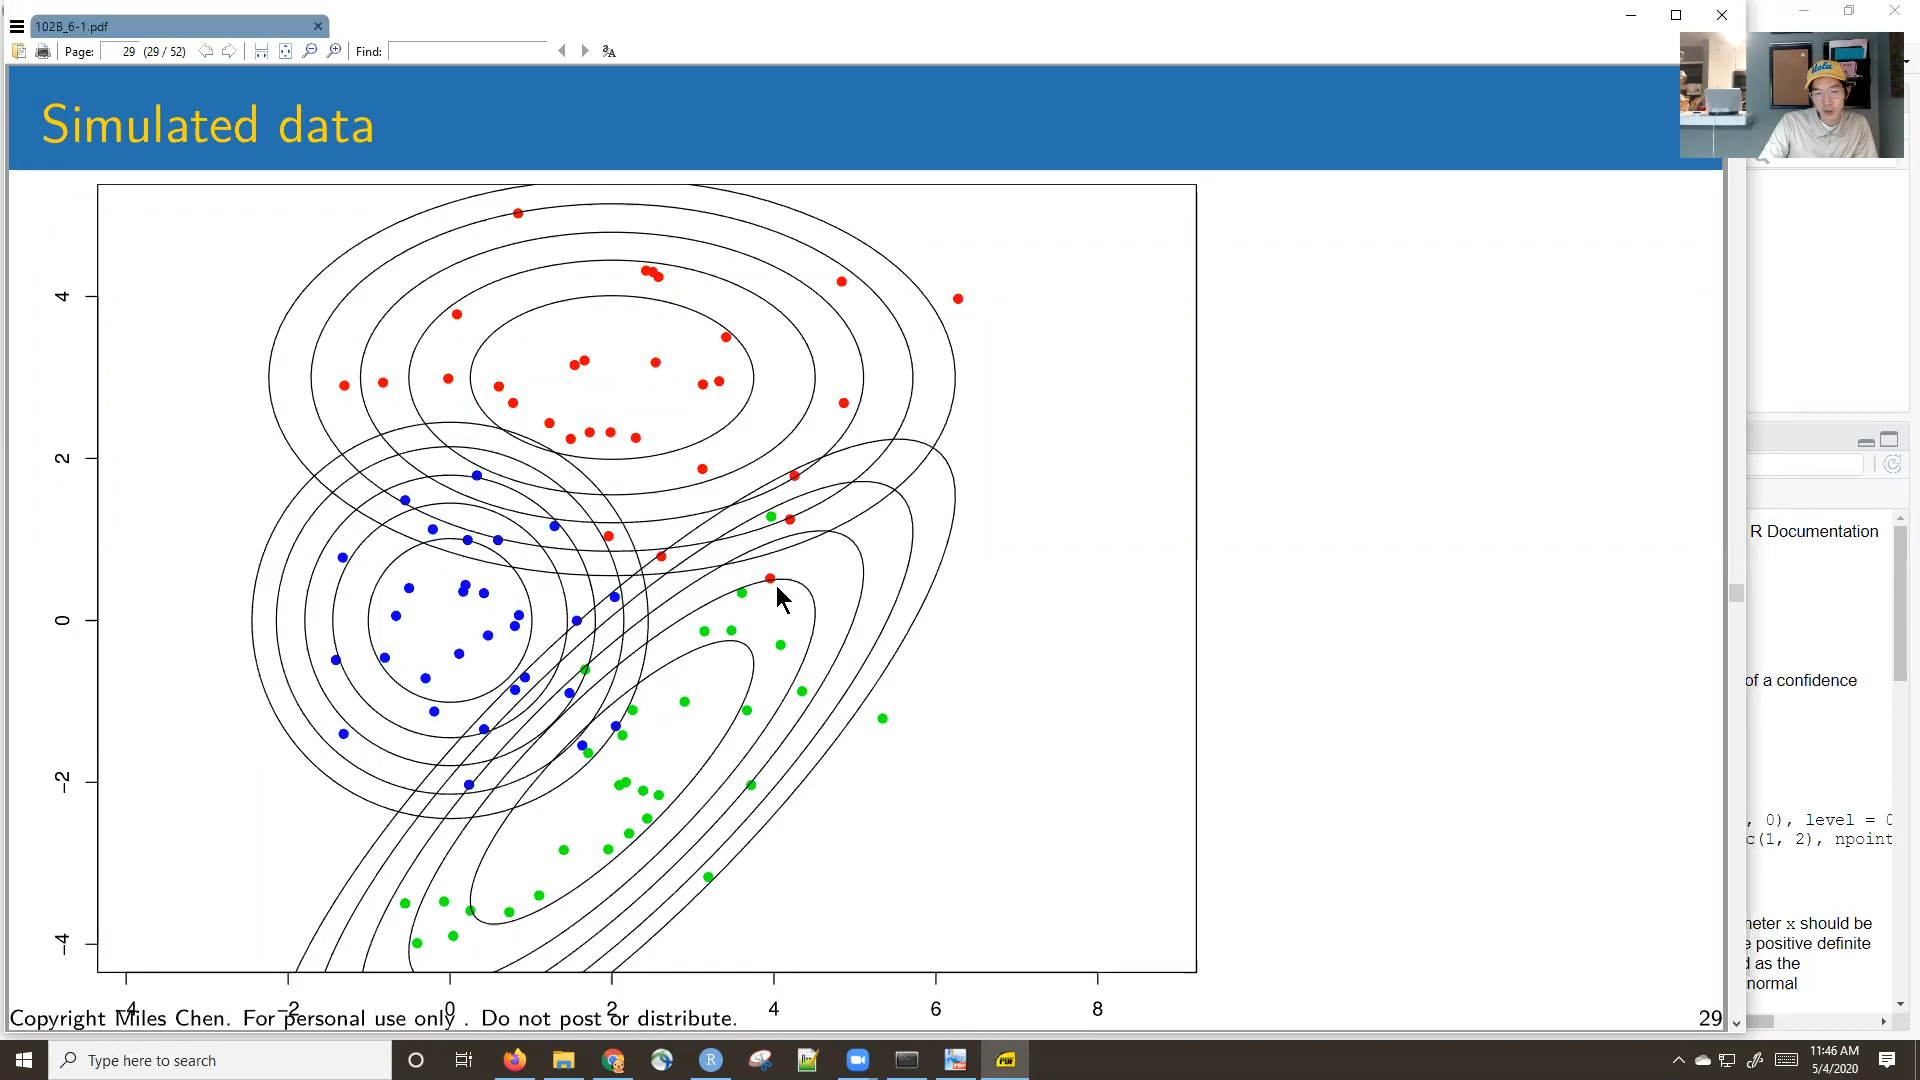 102B_6-1.pdf
Page: 29 (29 / 52) Find:
Simulated data
4
2
0
−2
−4
−4 −2 0 2 4 6 8
Copyright Miles Chen. For personal use only . Do not post or distribute.
29
R Documentation
of a confidence
, 0), level = 0
c(1, 2), npoint
neter x should be
positive definite
d as the
normal
Type here to search
11:46 AM
5/4/2020